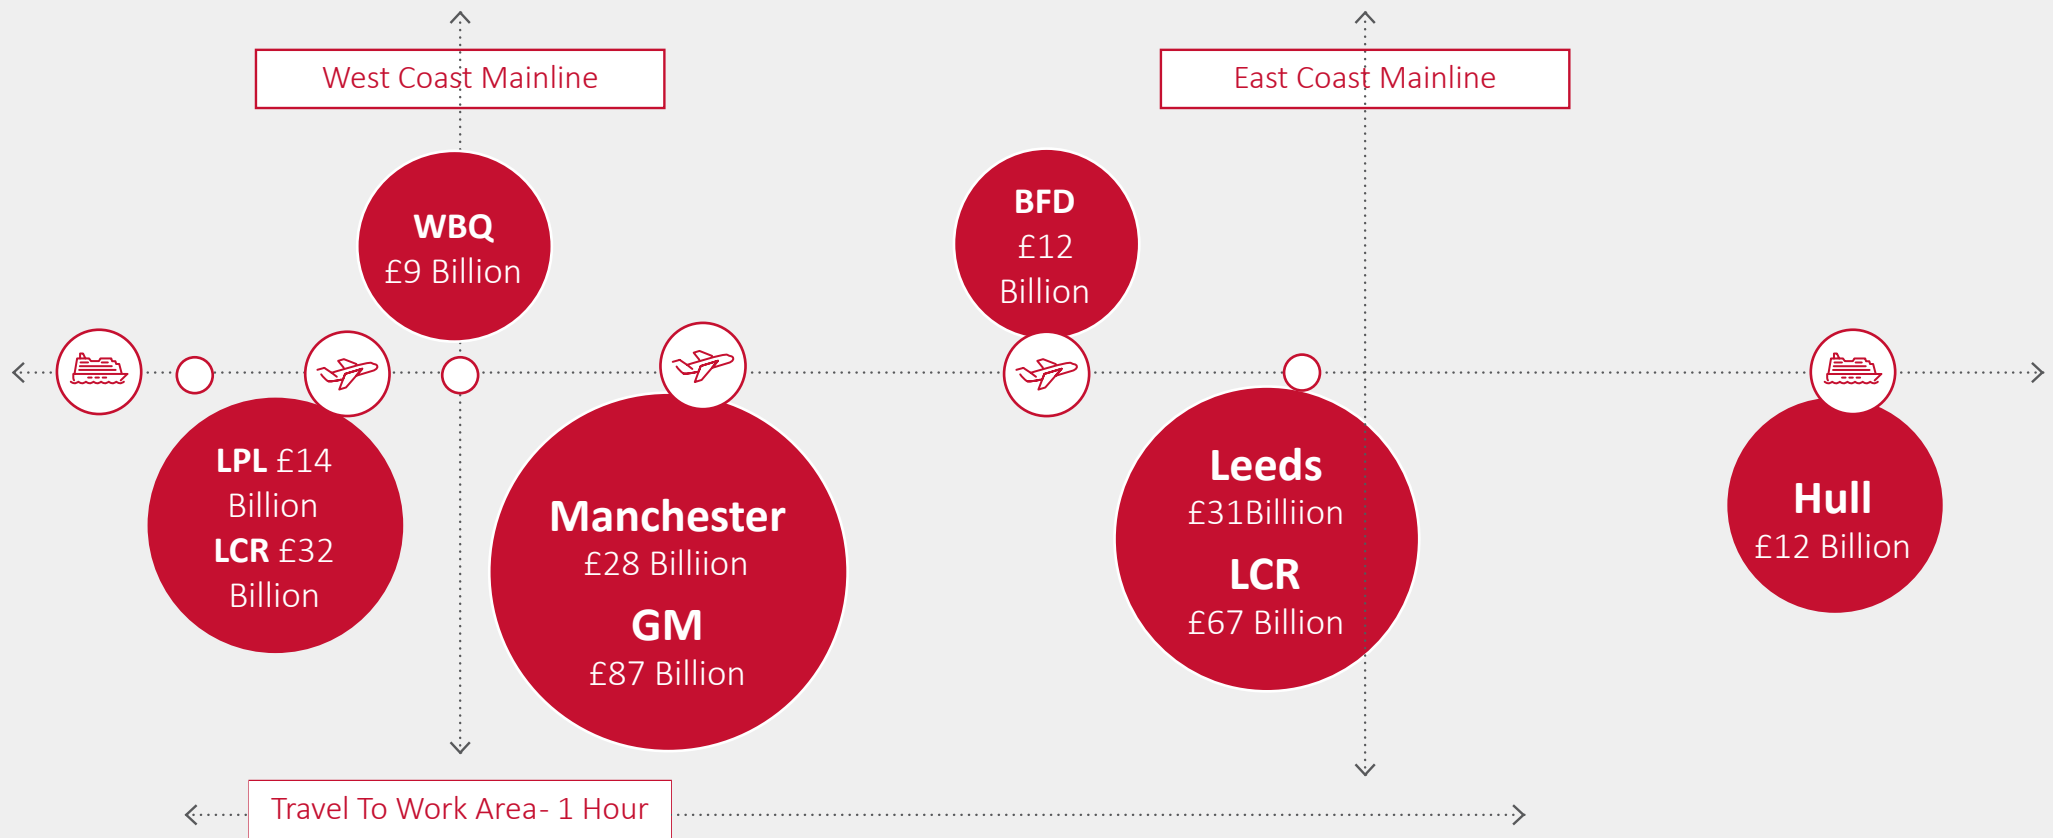 West Coast Mainline
East Coast Mainline
WBQ
£9 Billion
BFD
£12
Billion
LPL £14
Billion
LCR £32
Billion
Manchester
£28 Billiion
GM
£87 Billion
Leeds
£31Billiion
LCR
£67 Billion
Hull
£12 Billion
Travel To Work Area- 1 Hour